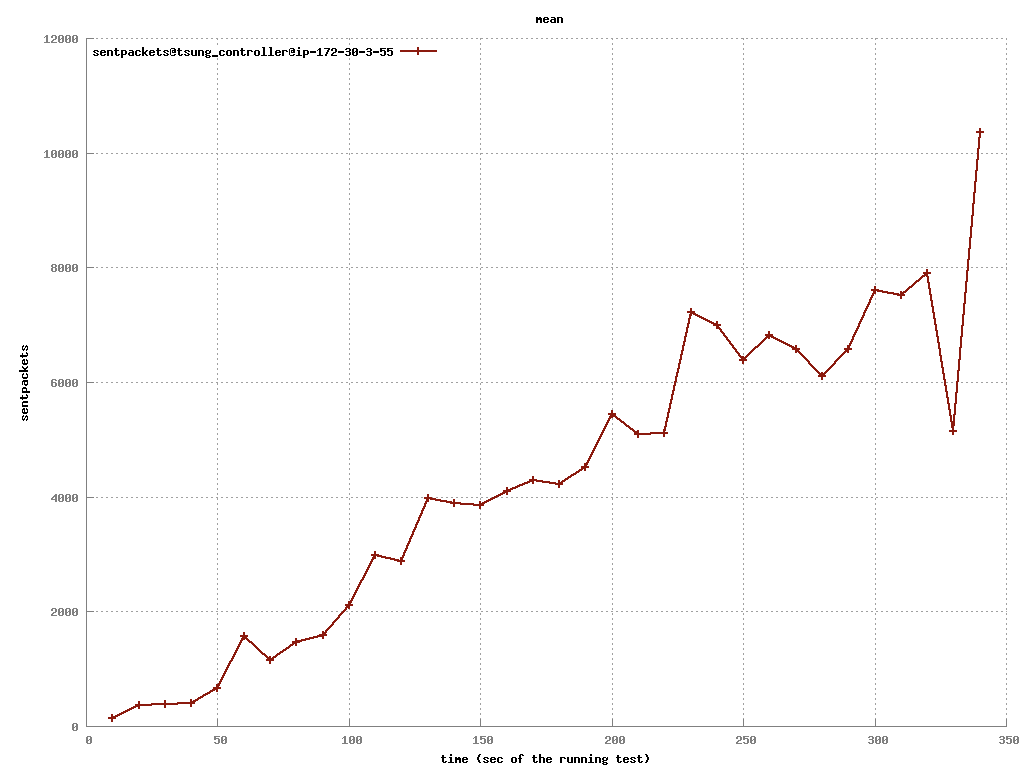 mean
12000
sentpackets@tsung_controller@ip-172-30-3-55
10000
8000
6000
4000
2000
0
sentpackets
0 50 100 150 200 250 300 350
time (sec of the running test)